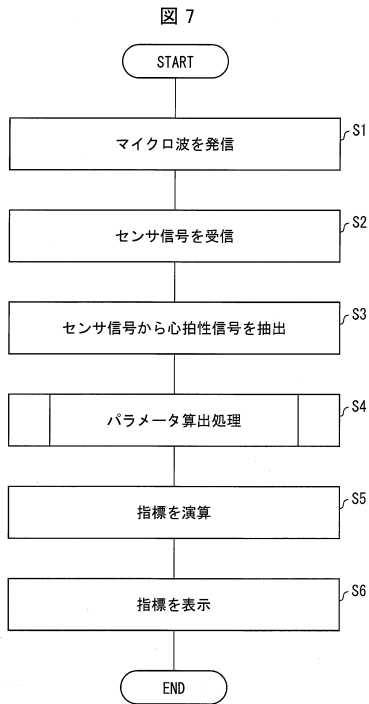 図 7
START
マイクロ波を発信
S1
センサ信号を受信
S2
センサ信号から心拍性信号を抽出
S3
パラメータ算出処理
S4
指標を演算
S5
指標を表示
S6
END